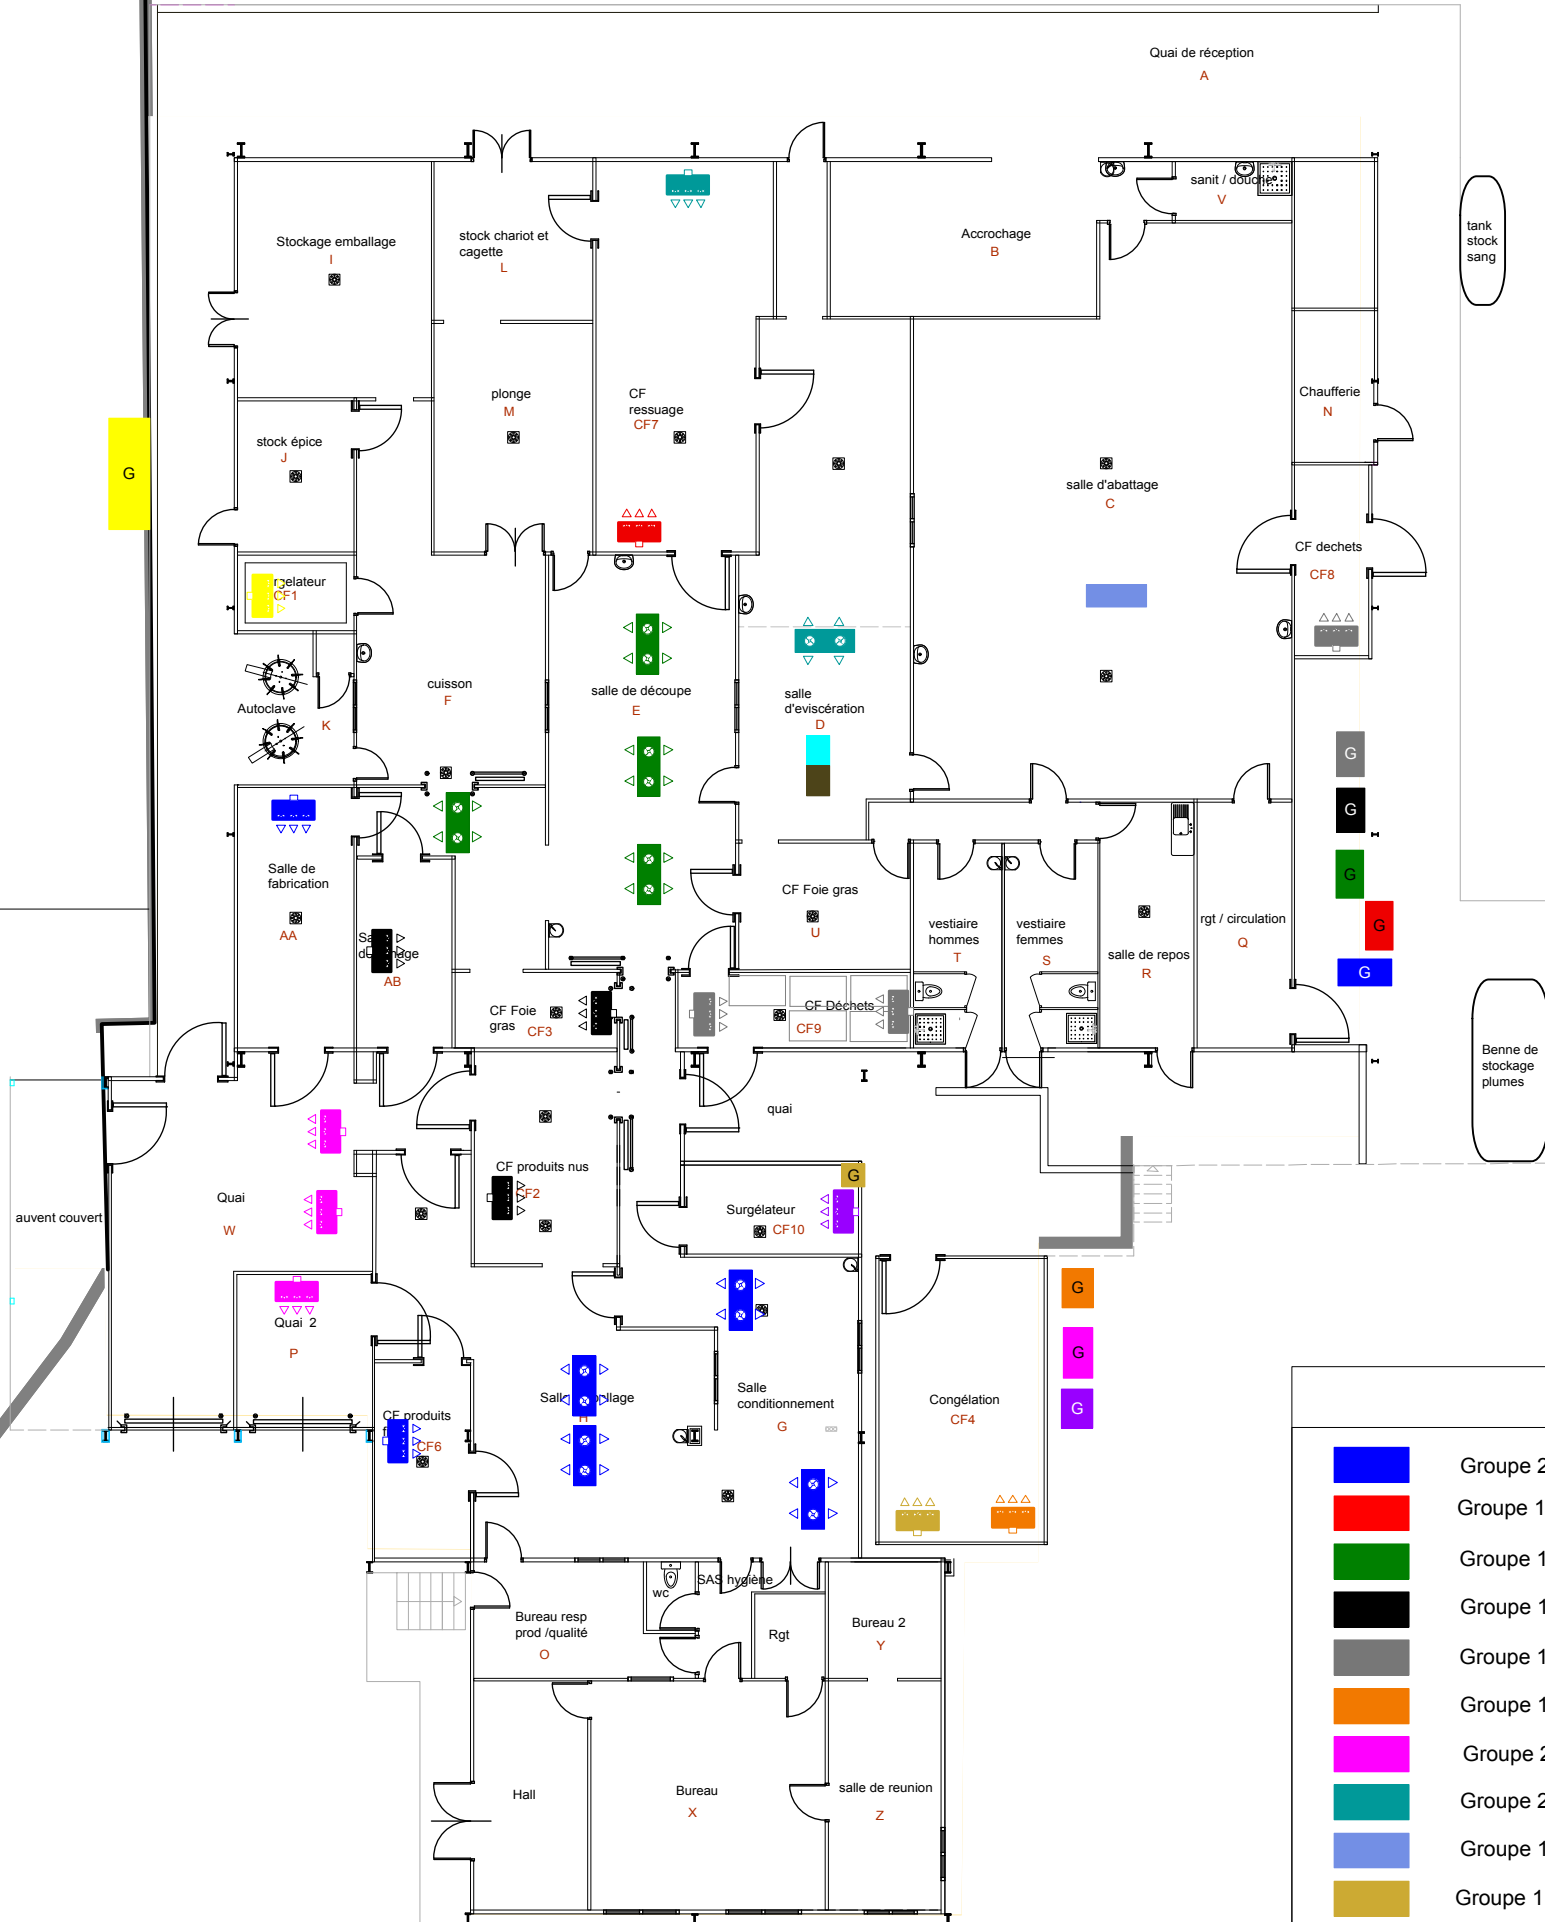 Quai de réception
A
sanit / douche
V
tank
stock
sang
Stockage emballage
I
stock chariot et
cagette
L
Accrochage
B
plonge
M
CF
ressuage
CF7
Chaufferie
N
stock épice
J
G
salle d'abattage
C
CF dechets
CF8
CF1
cuisson
F
salle de découpe
E
salle
d'eviscération
D
Autoclave
K
G
G
G
G
G
Salle de
fabrication
AA
AB
CF Foie gras
U
vestiaire
hommes
T
vestiaire
femmes
S
salle de repos
R
rgt / circulation
Q
CF Foie
gras
CF3
CF Déchets
CF9
Benne de
stockage
plumes
quai
CF produits nus
CF2
Quai
W
auvent couvert
Surgélateur
CF10
G
G
G
G
Quai 2
P
Salle
conditionnement
G
Congélation
CF4
CF produits
CF6
H
SAS hygiène
wc
Bureau resp
prod /qualité
O
Rgt
Bureau 2
Y
Hall
Bureau
X
salle de reunion
Z
Groupe 2
Groupe 1
Groupe 1
Groupe 1
Groupe 1
Groupe 1
Groupe 2
Groupe 2
Groupe 1
Groupe 1